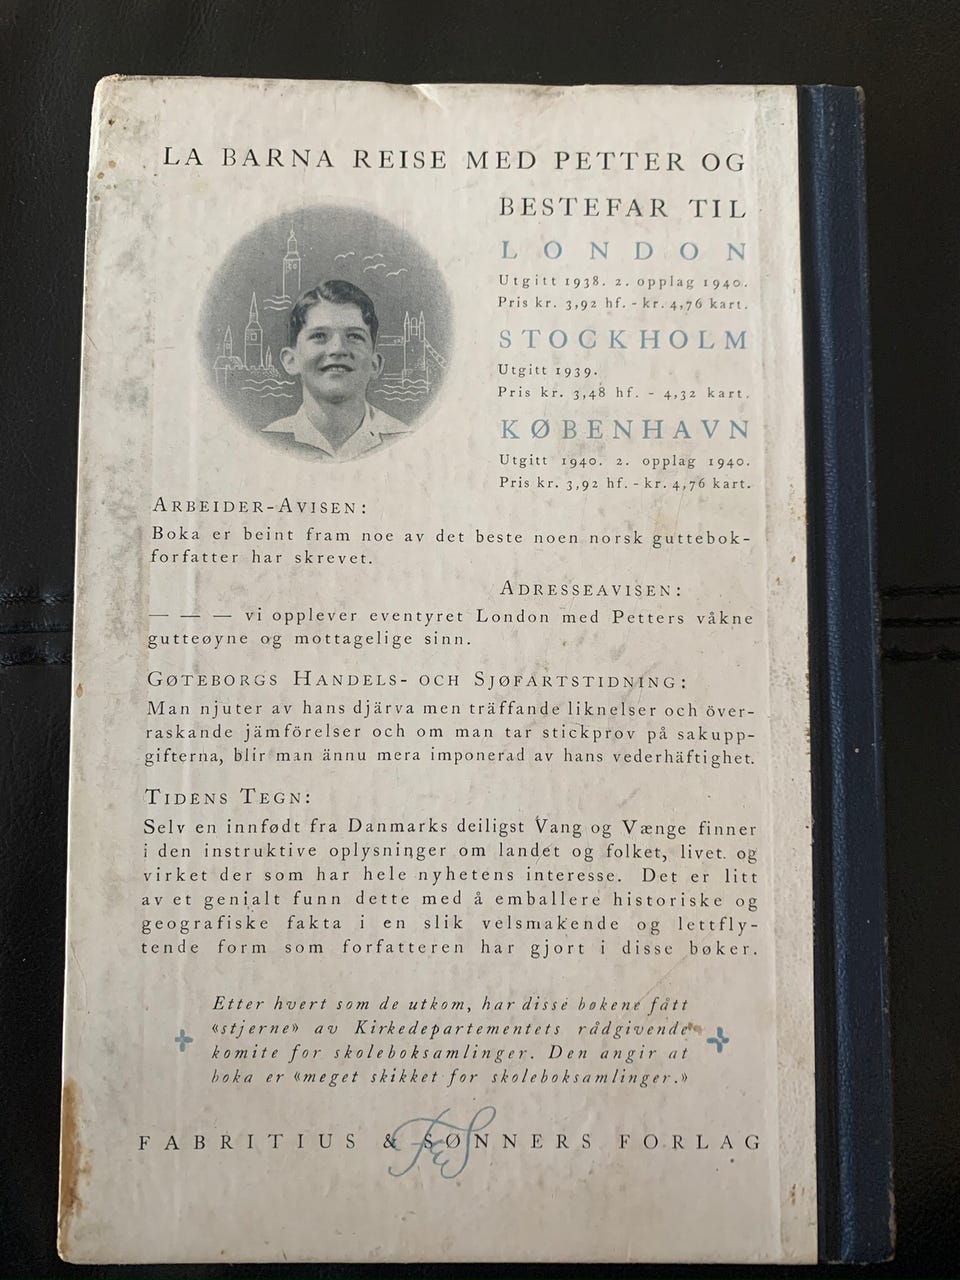 LA BARNA REISE MED PETTER OG
BESTEFAR TIL
LONDON
Utgitt 1938. 2. opplag 1940.
Pris kr. 3,92 hf. - kr. 4,76 kart.
STOCKHOLM
Utgitt 1939.
Pris kr. 3,48 hf. - 4,32 kart.
KØBENHAVN
Utgitt 1940. 2. opplag 1940.
Pris kr. 3,92 hf. - kr. 4,76 kart.
ARBEIDER-AVISEN:
Boka er beint fram noe av det beste noen norsk guttebok-
forfatter har skrevet.
ADRESSEAVISEN:
— — — vi opplever eventyret London med Petters våkne
gutteøyne og mottagelige sinn.
GØTEBORGS HANDELS- OCH SJØFARTSTIDNING:
Man njuter av hans djärva men träffande liknelser och över-
raskande jämförelser och om man tar stickprov på sakupp-
gifterna, blir man ännu mera imponerad av hans vederhäftighet.
TIDENS TEGN:
Selv en innfødt fra Danmarks deiligst Vang og Vænge finner
i den instruktive oplysninger om landet og folket, livet og
virket der som har hele nyhetens interesse. Det er litt
av et genialt funn dette med å emballere historiske og
geografiske fakta i en slik velsmakende og lettfly-
tende form som forfatteren har gjort i disse bøker.
Etter hvert som de utkom, har disse bøkene fått
«stjerne» av Kirkedepartementets rådgivende
komite for skoleboksamlinger. Den angir at
boka er «meget skikket for skoleboksamlinger.»
FABRITIUS & SØNNERS FORLAG
F&S